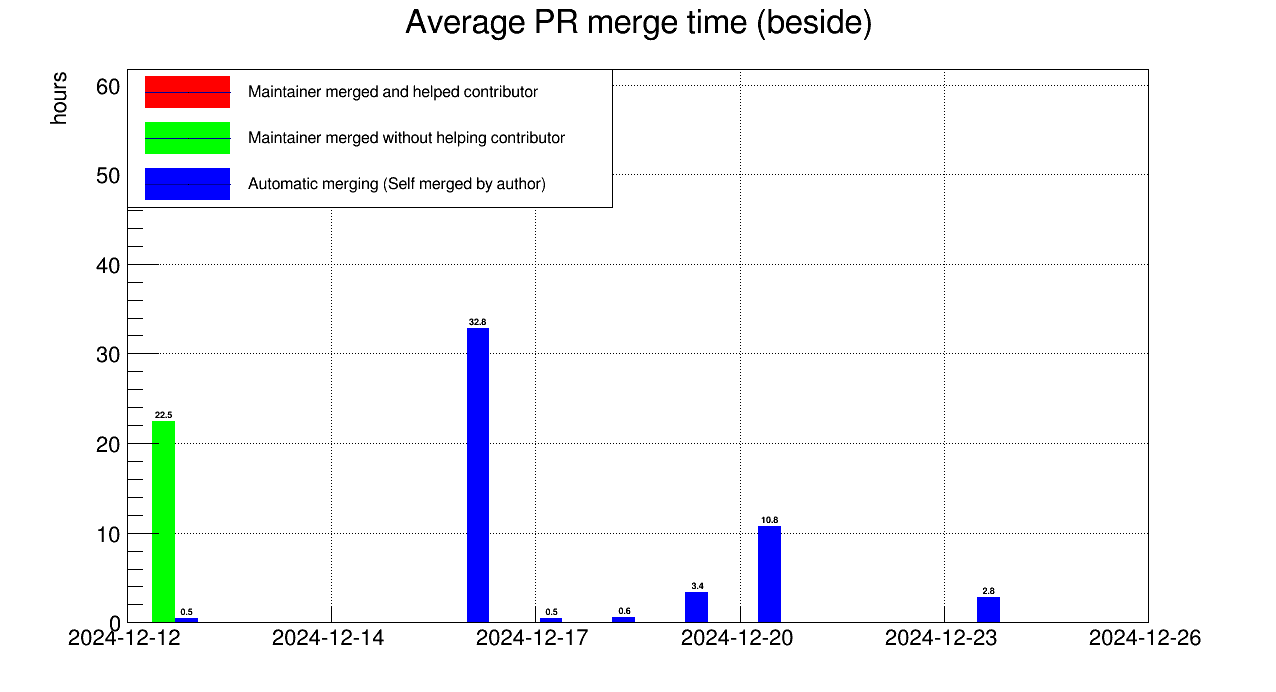 Average PR merge time (beside)
hours
60
50
40
30
20
10
0
Maintainer merged and helped contributor
Maintainer merged without helping contributor
Automatic merging (Self merged by author)
22.5
0.5
32.8
0.5
0.6
3.4
10.8
2.8
2024-12-12 2024-12-14 2024-12-17 2024-12-20 2024-12-23 2024-12-26